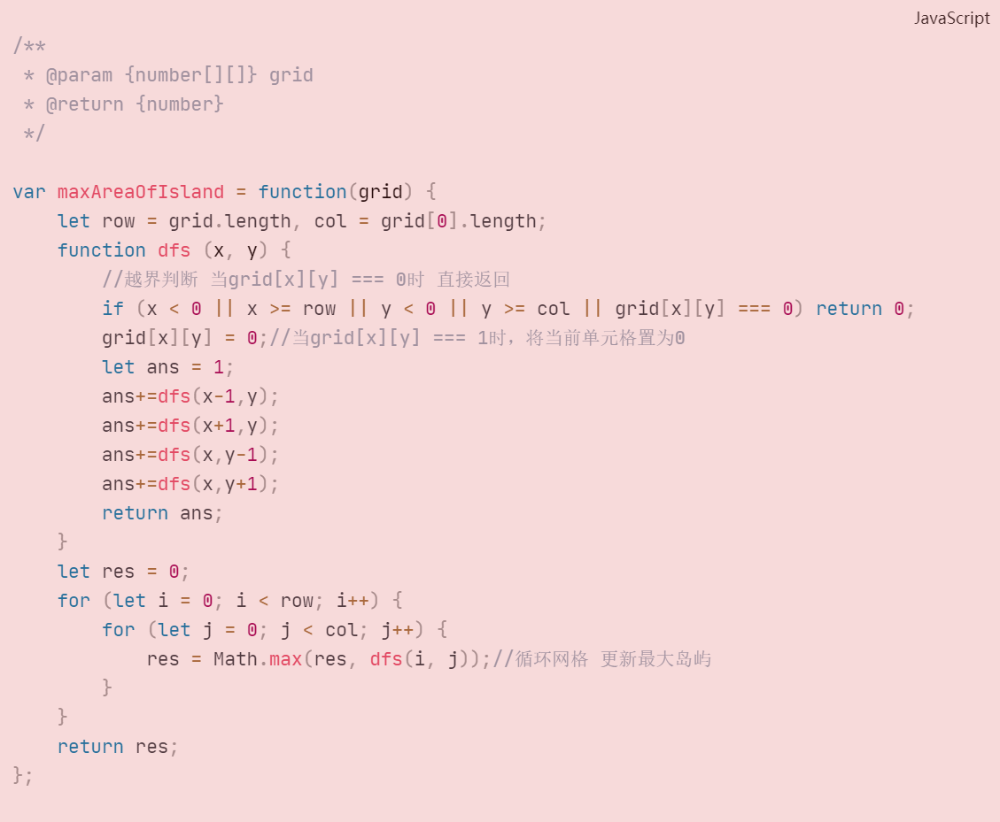 JavaScript
/**
 * @param {number[][]} grid
 * @return {number}
 */
var maxAreaOfIsland = function(grid) {
    let row = grid.length, col = grid[0].length;
    function dfs (x, y) {
        //越界判断 当grid[x][y] === 0时 直接返回
        if (x < 0 || x >= row || y < 0 || y >= col || grid[x][y] === 0) return 0;
        grid[x][y] = 0;//当grid[x][y] === 1时，将当前单元格置为0
        let ans = 1;
        ans+=dfs(x-1,y);
        ans+=dfs(x+1,y);
        ans+=dfs(x,y-1);
        ans+=dfs(x,y+1);
        return ans;
    }
    let res = 0;
    for (let i = 0; i < row; i++) {
        for (let j = 0; j < col; j++) {
            res = Math.max(res, dfs(i, j));//循环网格 更新最大岛屿
        }
    }
    return res;
};